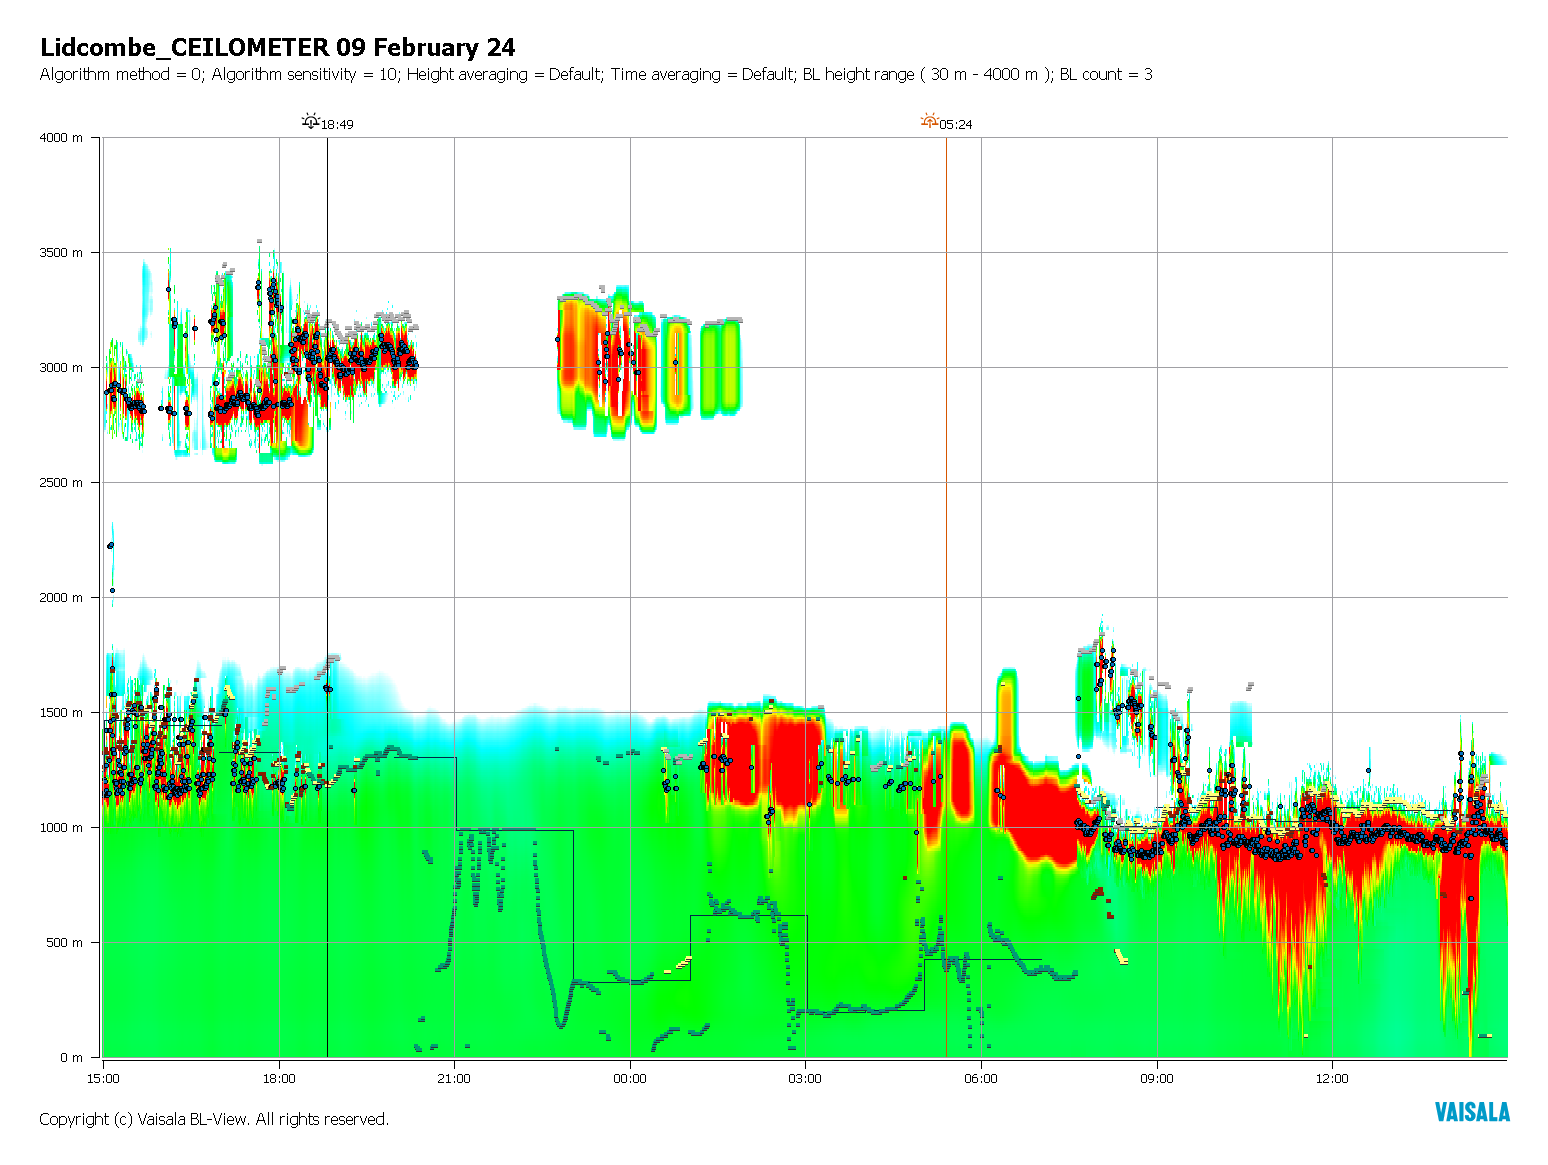 Lidcombe_CEILOMETER 09 February 24
Algorithm method = 0; Algorithm sensitivity = 10; Height averaging = Default; Time averaging = Default; BL height range ( 30 m - 4000 m ); BL count = 3
18:49
05:24
4000 m
3500 m
3000 m
2500 m
2000 m
1500 m
1000 m
500 m
0 m
15:00 18:00 21:00 00:00 03:00 06:00 09:00 12:00
Copyright (c) Vaisala BL-View. All rights reserved.
VAISALA